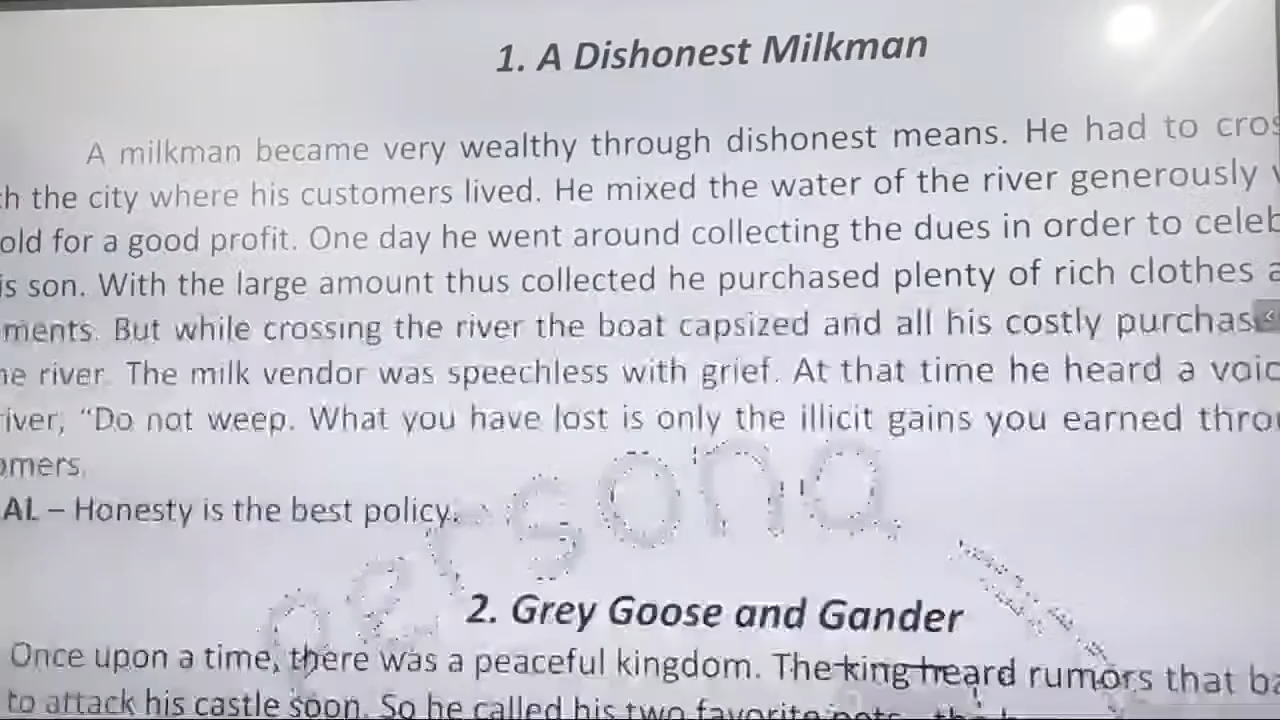 1. A Dishonest Milkman
A milkman became very wealthy through dishonest means. He had to cros
h the city where his customers lived. He mixed the water of the river generously
old for a good profit. One day he went around collecting the dues in order to celeb
is son. With the large amount thus collected he purchased plenty of rich clothes a
ments. But while crossing the river the boat capsized and all his costly purchas
he river. The milk vendor was speechless with grief. At that time he heard a voic
river, “Do not weep. What you have lost is only the illicit gains you earned thro
omers.
AL – Honesty is the best policy.
persona
2. Grey Goose and Gander
Once upon a time, there was a peaceful kingdom. The king heard rumors that ba
to attack his castle soon. So he called his two favorite pets